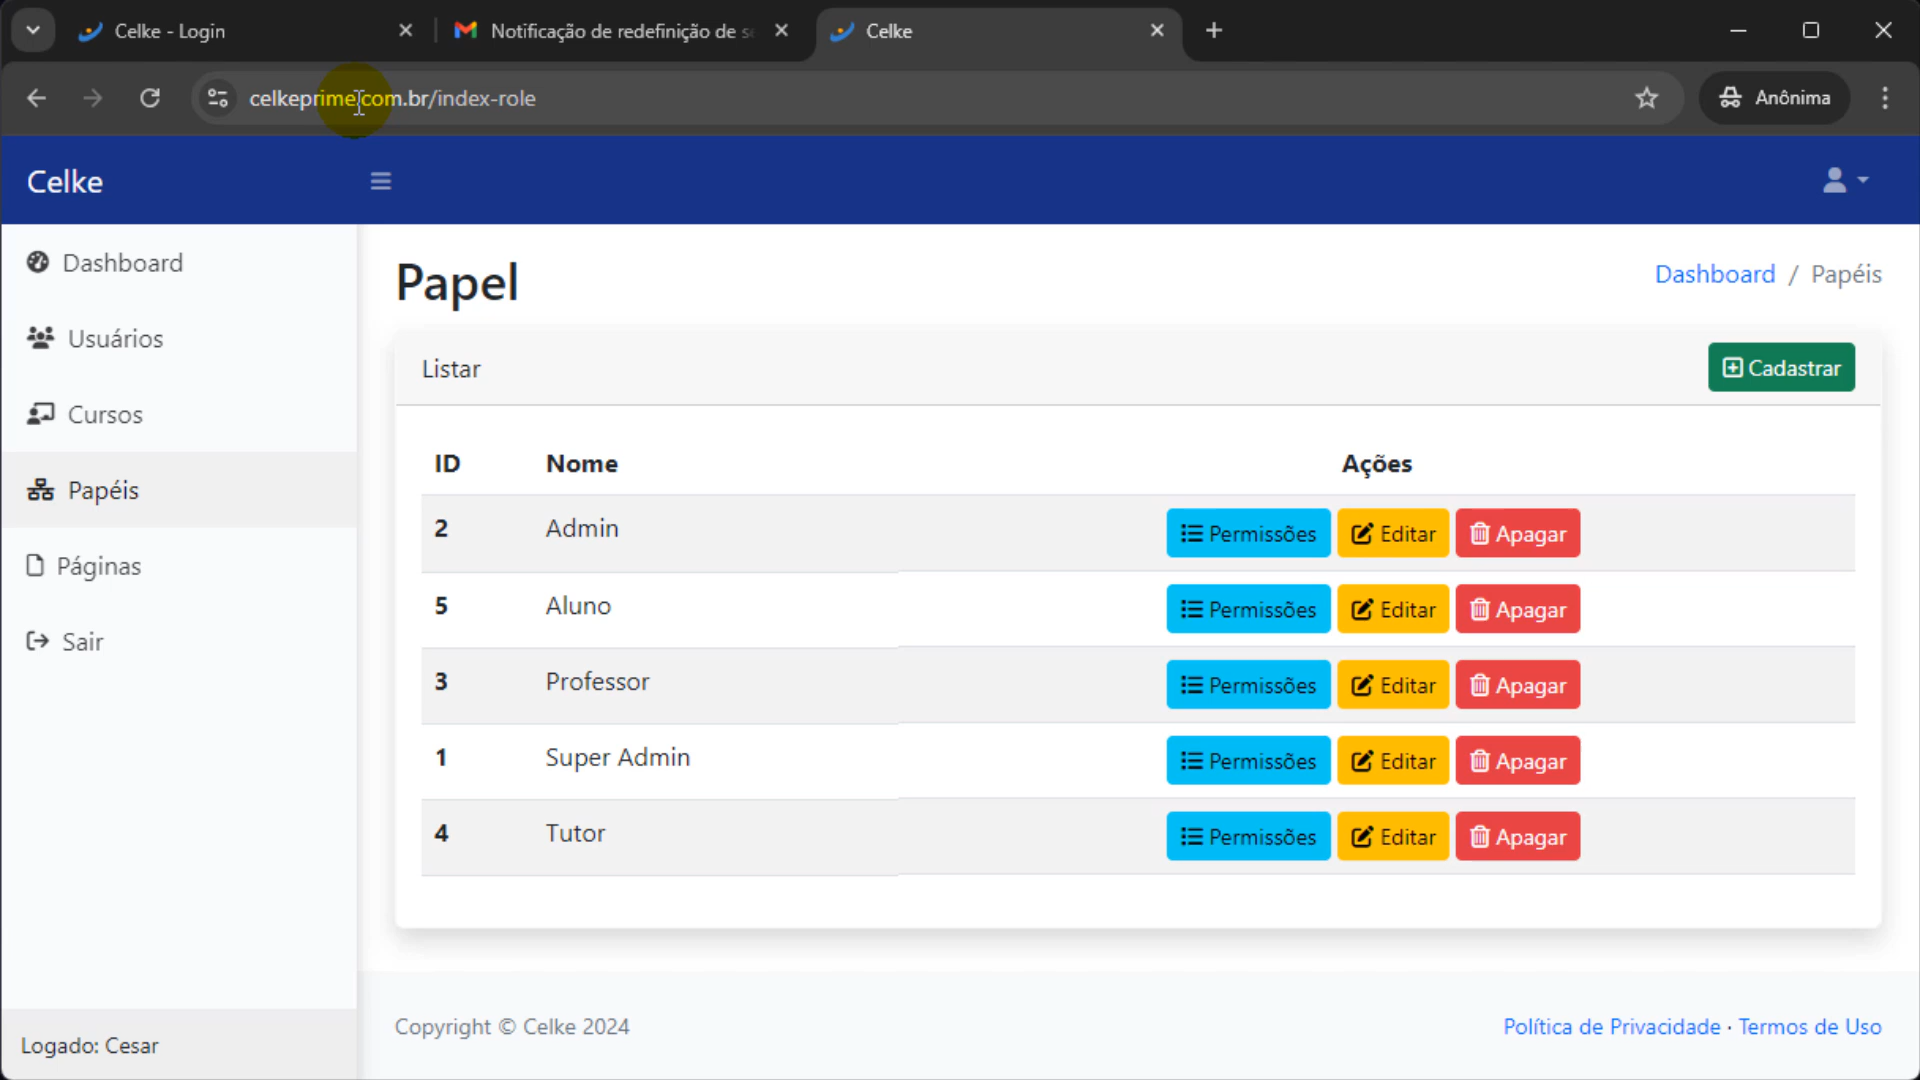 Celke - Login
Notificação de redefinição de s
Celke
celkeprime.com.br/index-role
Anônima
Celke
Dashboard
Usuários
Cursos
Papéis
Páginas
Sair
Logado: Cesar
Papel
Dashboard / Papéis
Listar
Cadastrar
ID Nome Ações
2 Admin Permissões Editar Apagar
5 Aluno Permissões Editar Apagar
3 Professor Permissões Editar Apagar
1 Super Admin Permissões Editar Apagar
4 Tutor Permissões Editar Apagar
Copyright © Celke 2024
Política de Privacidade · Termos de Uso